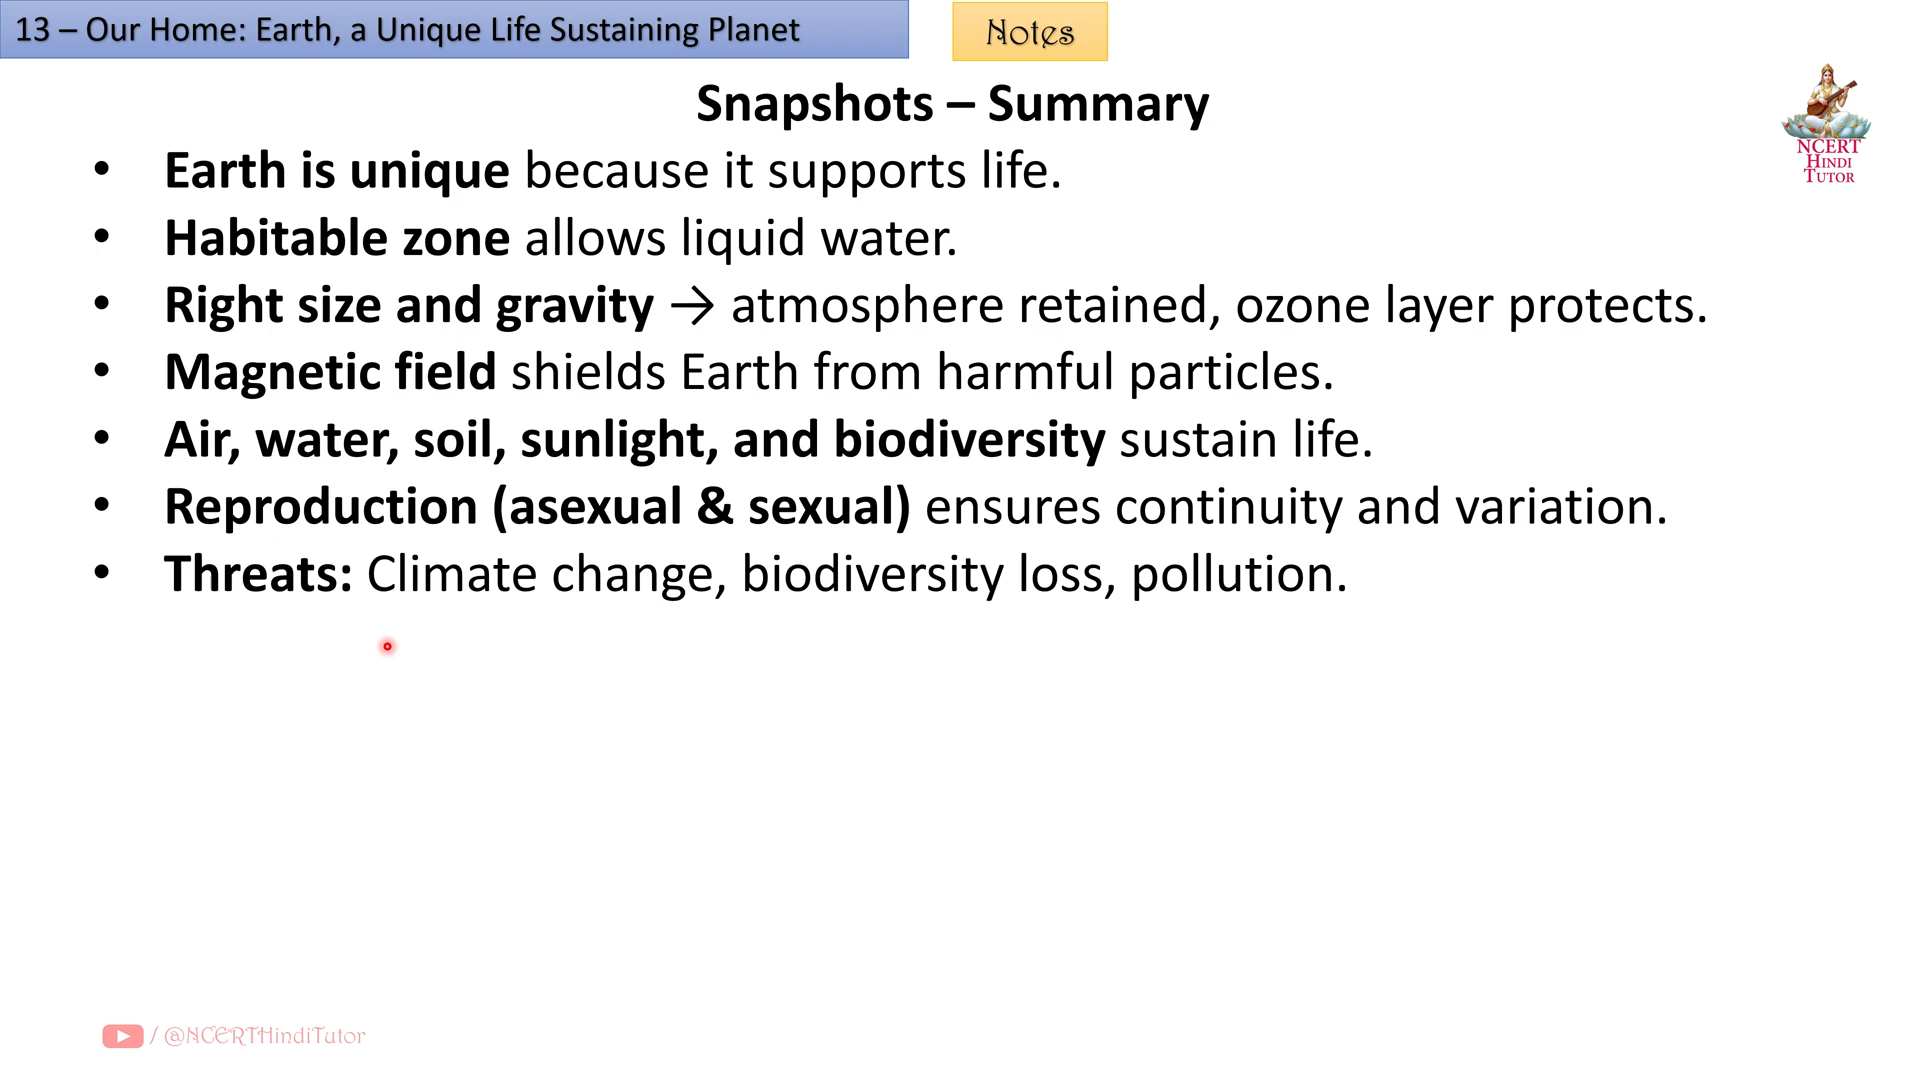 13 – Our Home: Earth, a Unique Life Sustaining Planet
Notes
Snapshots – Summary
NCERT
HINDI
TUTOR
• Earth is unique because it supports life.
• Habitable zone allows liquid water.
• Right size and gravity → atmosphere retained, ozone layer protects.
• Magnetic field shields Earth from harmful particles.
• Air, water, soil, sunlight, and biodiversity sustain life.
• Reproduction (asexual & sexual) ensures continuity and variation.
• Threats: Climate change, biodiversity loss, pollution.
/ @NCERTHindiTutor